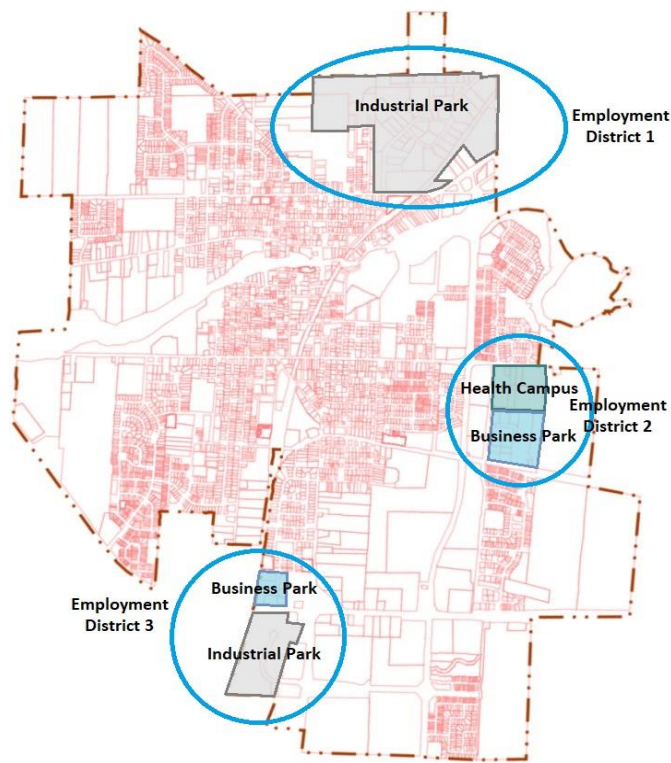 Industrial Park
Employment
District 1
Health Campus
Employment
District 2
Business Park
Business Park
Employment
District 3
Industrial Park